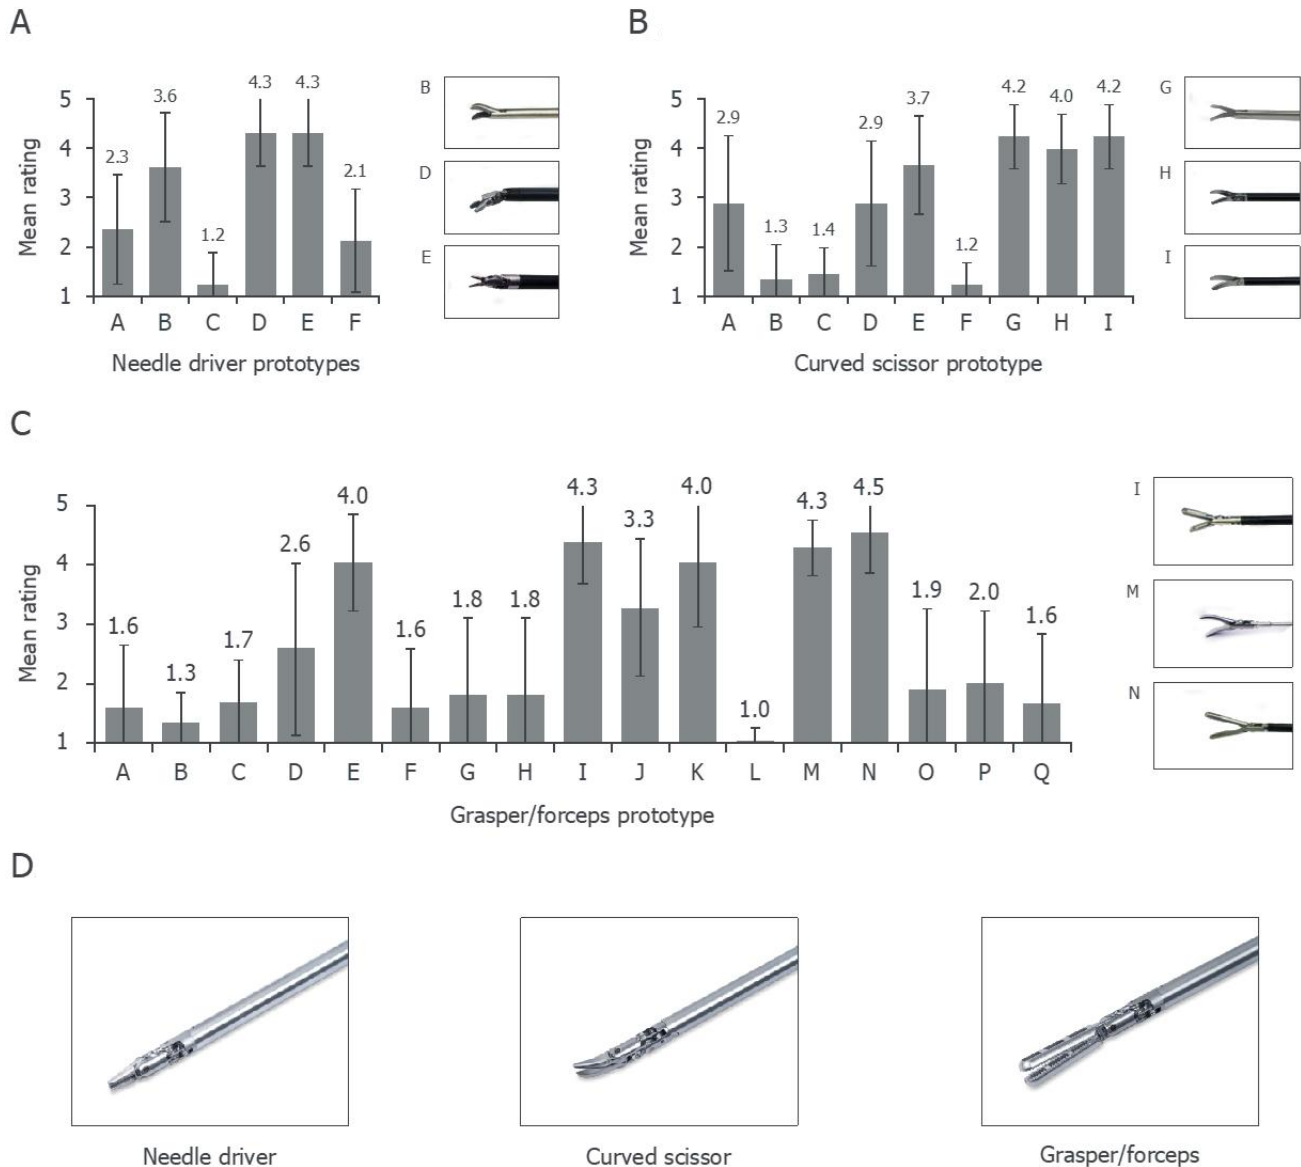 A
B
5
4
3
2
1
Mean rating
2.3
3.6
1.2
4.3
4.3
2.1
A B C D E F
Needle driver prototypes
B
D
E
5
4
3
2
1
Mean rating
2.9
1.3
1.4
2.9
3.7
1.2
4.2
4.0
4.2
A B C D E F G H I
Curved scissor prototype
G
H
I
C
5
4
3
2
1
Mean rating
1.6
1.3
1.7
2.6
4.0
1.6
1.8
1.8
4.3
3.3
4.0
1.0
4.3
4.5
1.9
2.0
1.6
A B C D E F G H I J K L M N O P Q
Grasper/forceps prototype
I
M
N
D
Needle driver
Curved scissor
Grasper/forceps